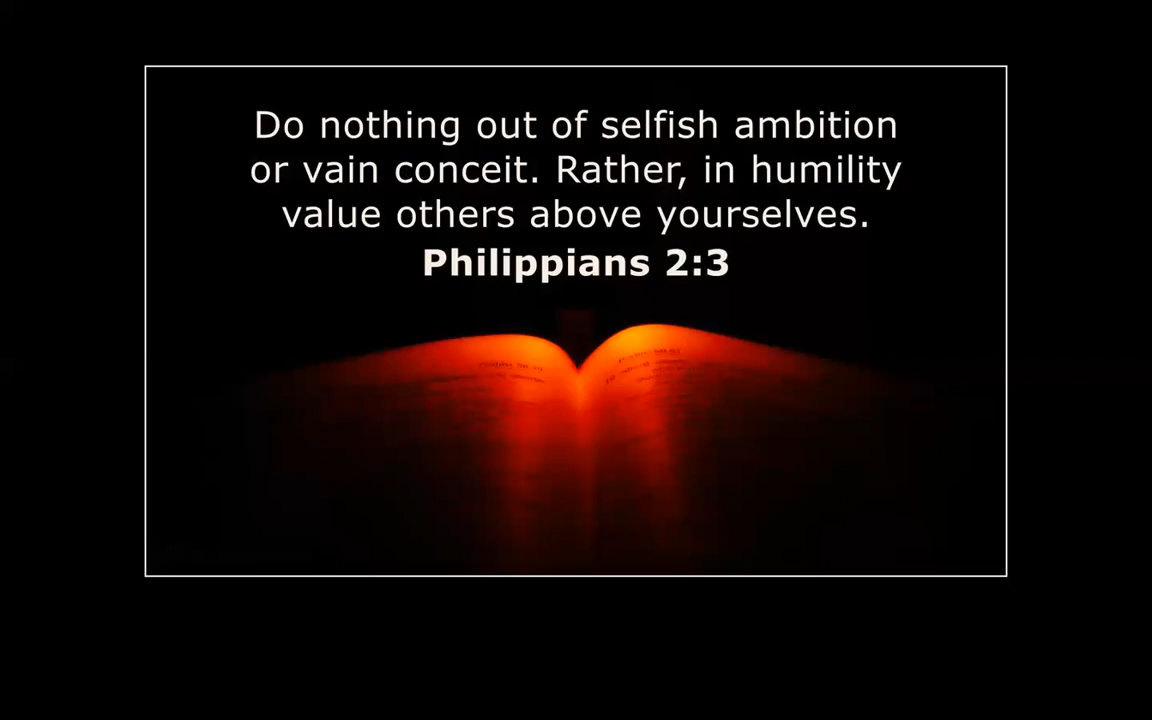 Do nothing out of selfish ambition
or vain conceit. Rather, in humility
value others above yourselves.
Philippians 2:3